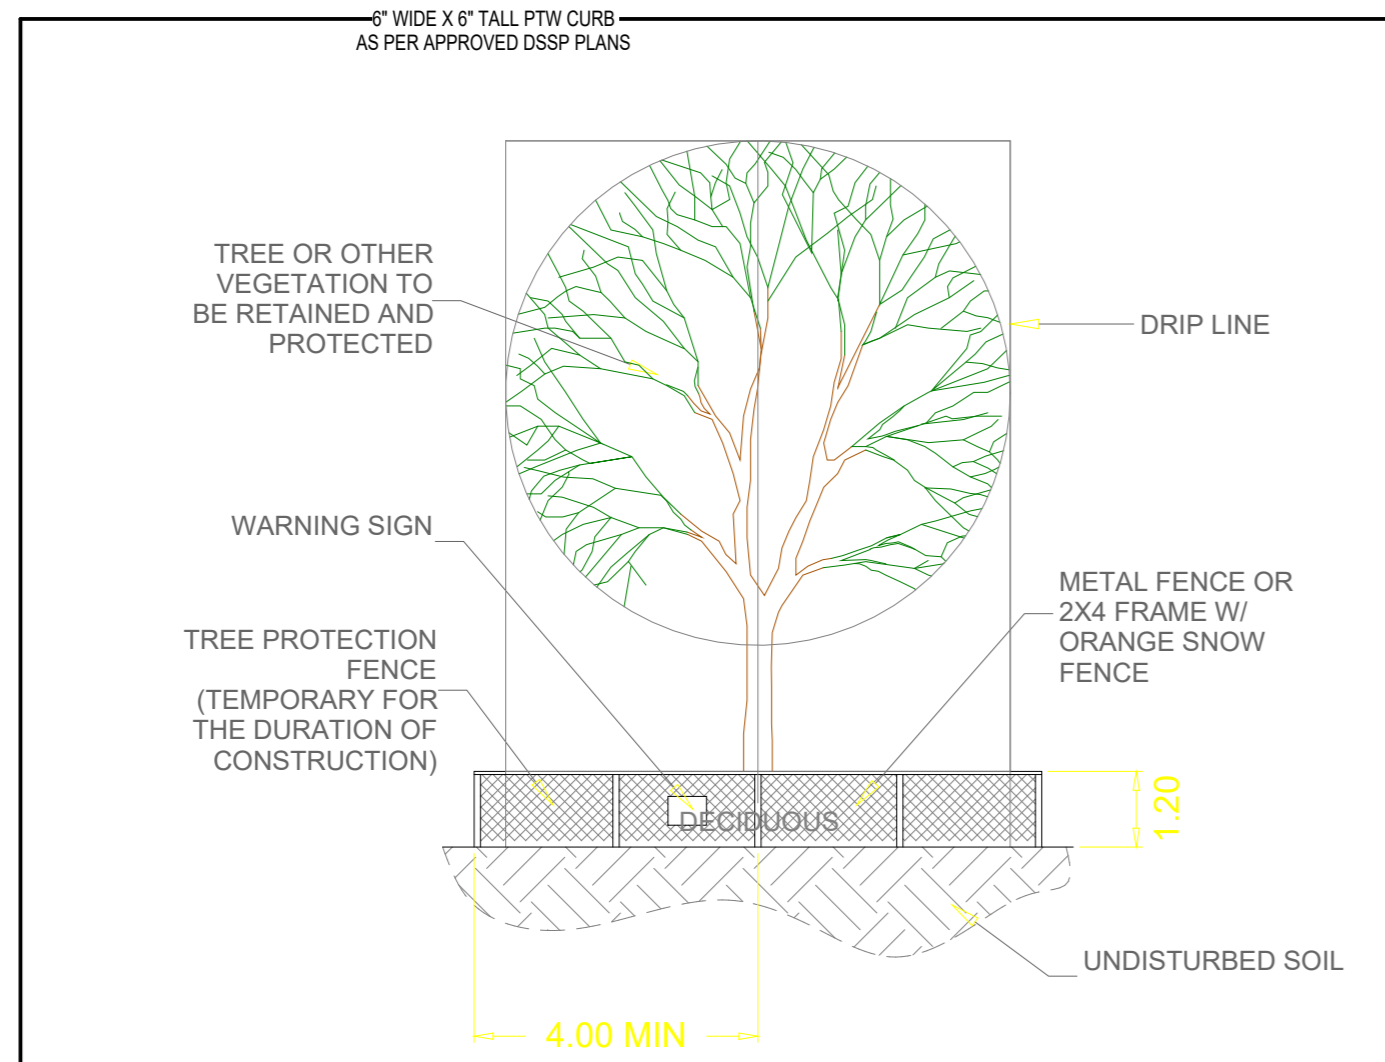 6" WIDE X 6" TALL PTW CURB
AS PER APPROVED DSSP PLANS
TREE OR OTHER
VEGETATION TO
BE RETAINED AND
PROTECTED
DRIP LINE
WARNING SIGN
METAL FENCE OR
2X4 FRAME W/
ORANGE SNOW
FENCE
TREE PROTECTION
FENCE
(TEMPORARY FOR
THE DURATION OF
CONSTRUCTION)
1.20
DECIDUOUS
UNDISTURBED SOIL
4.00 MIN